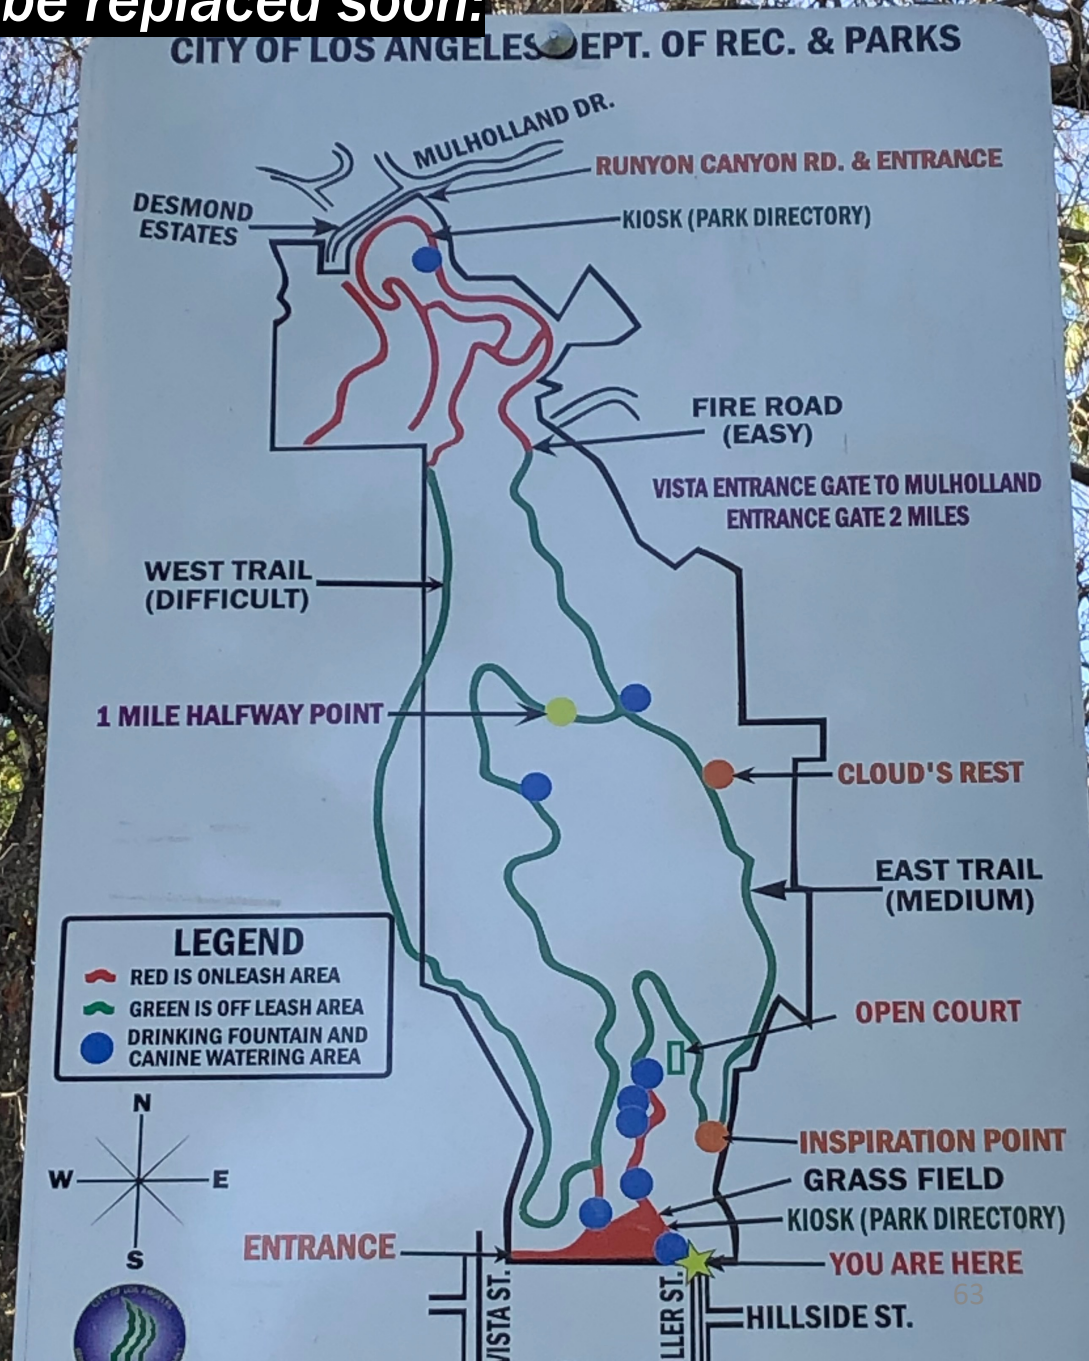 be replaced soon:
CITY OF LOS ANGELES DEPT. OF REC. & PARKS
MULHOLLAND DR.
RUNYON CANYON RD. & ENTRANCE
DESMOND
ESTATES
KIOSK (PARK DIRECTORY)
FIRE ROAD
(EASY)
VISTA ENTRANCE GATE TO MULHOLLAND
ENTRANCE GATE 2 MILES
WEST TRAIL
(DIFFICULT)
1 MILE HALFWAY POINT
CLOUD'S REST
EAST TRAIL
(MEDIUM)
LEGEND
RED IS ONLEASH AREA
GREEN IS OFF LEASH AREA
DRINKING FOUNTAIN AND
CANINE WATERING AREA
OPEN COURT
N
W
E
S
INSPIRATION POINT
GRASS FIELD
KIOSK (PARK DIRECTORY)
ENTRANCE
YOU ARE HERE
63
VISTA ST.
LLER ST.
HILLSIDE ST.
CITY OF LOS ANGELES